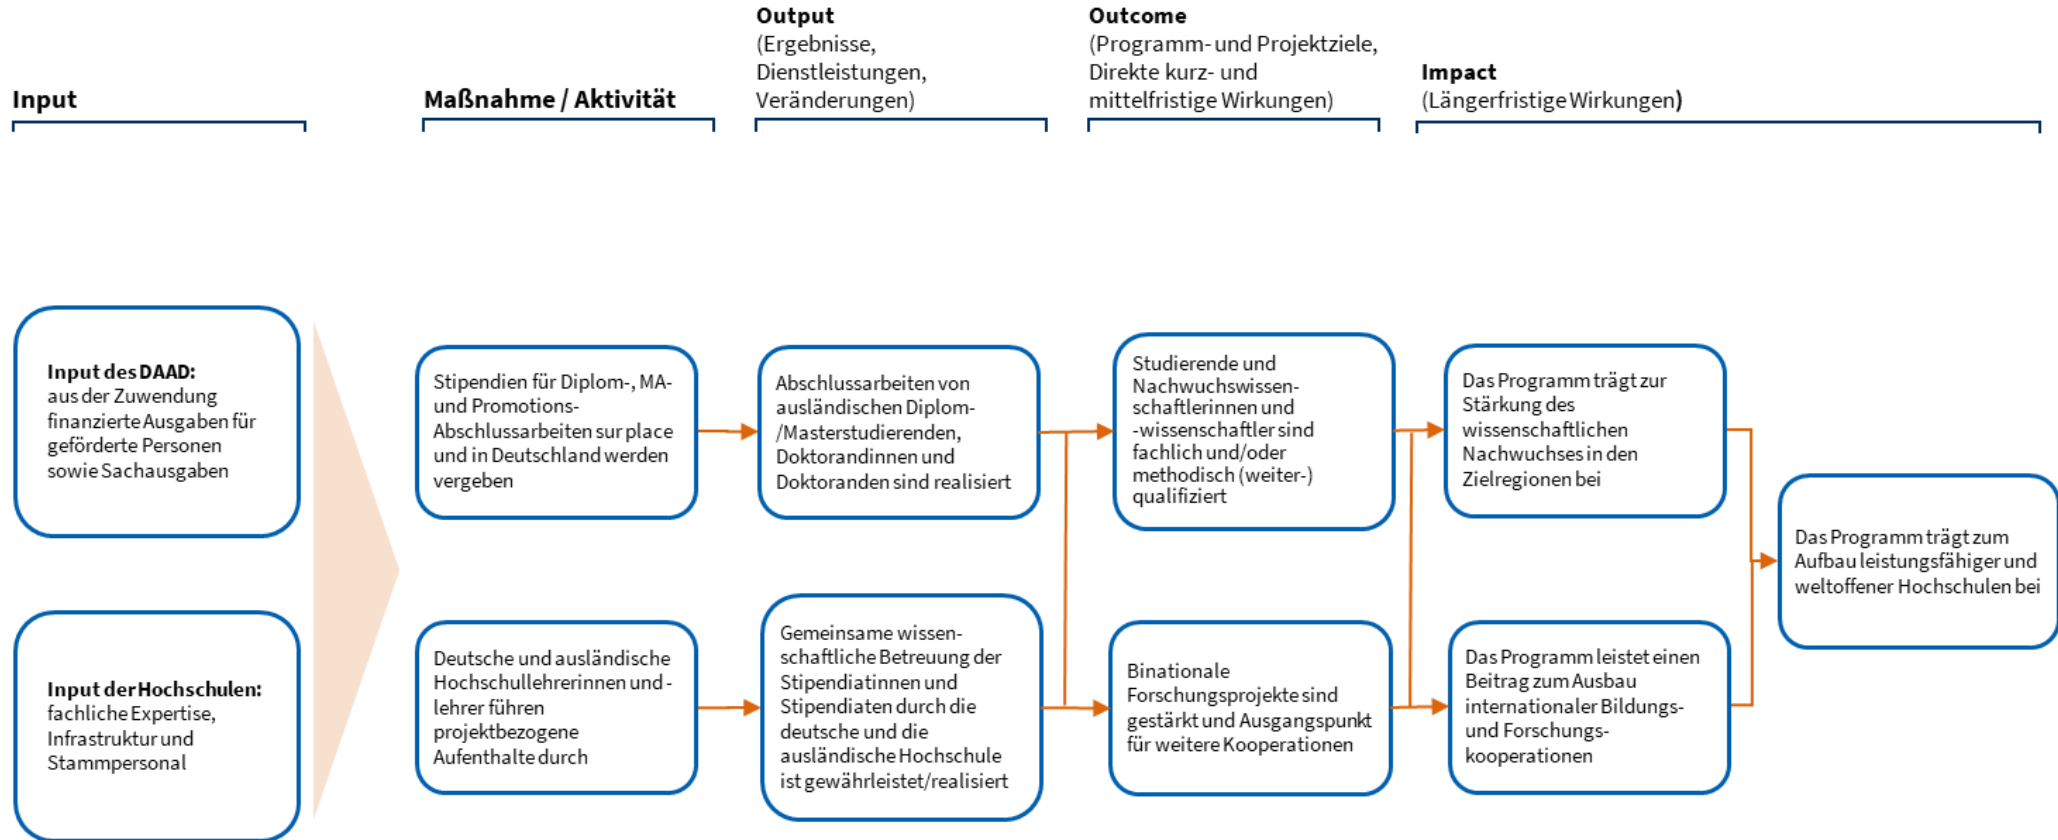 Input
Maßnahme / Aktivität
Output
(Ergebnisse,
Dienstleistungen,
Veränderungen)
Outcome
(Programm- und Projektziele,
Direkte kurz- und
mittelfristige Wirkungen)
Impact
(Längerfristige Wirkungen)
Input des DAAD:
aus der Zuwendung
finanzierte Ausgaben für
geförderte Personen
sowie Sachausgaben
Input der Hochschulen:
fachliche Expertise,
Infrastruktur und
Stammpersonal
Stipendien für Diplom-, MA-
und Promotions-
Abschlussarbeiten sur place
und in Deutschland werden
vergeben
Deutsche und ausländische
Hochschullehrerinnen und -
lehrer führen
projektbezogene
Aufenthalte durch
Abschlussarbeiten von
ausländischen Diplom-
/Masterstudierenden,
Doktorandinnen und
Doktoranden sind realisiert
Gemeinsame wissen-
schaftliche Betreuung der
Stipendiatinnen und
Stipendiaten durch die
deutsche und die
ausländische Hochschule
ist gewährleistet/realisiert
Studierende und
Nachwuchswissen-
schaftlerinnen und
-wissenschaftler sind
fachlich und/oder
methodisch (weiter-)
qualifiziert
Binationale
Forschungsprojekte sind
gestärkt und Ausgangspunkt
für weitere Kooperationen
Das Programm trägt zur
Stärkung des
wissenschaftlichen
Nachwuchses in den
Zielregionen bei
Das Programm leistet einen
Beitrag zum Ausbau
internationaler Bildungs-
und Forschungs-
kooperationen
Das Programm trägt zum
Aufbau leistungsfähiger und
weltoffener Hochschulen bei